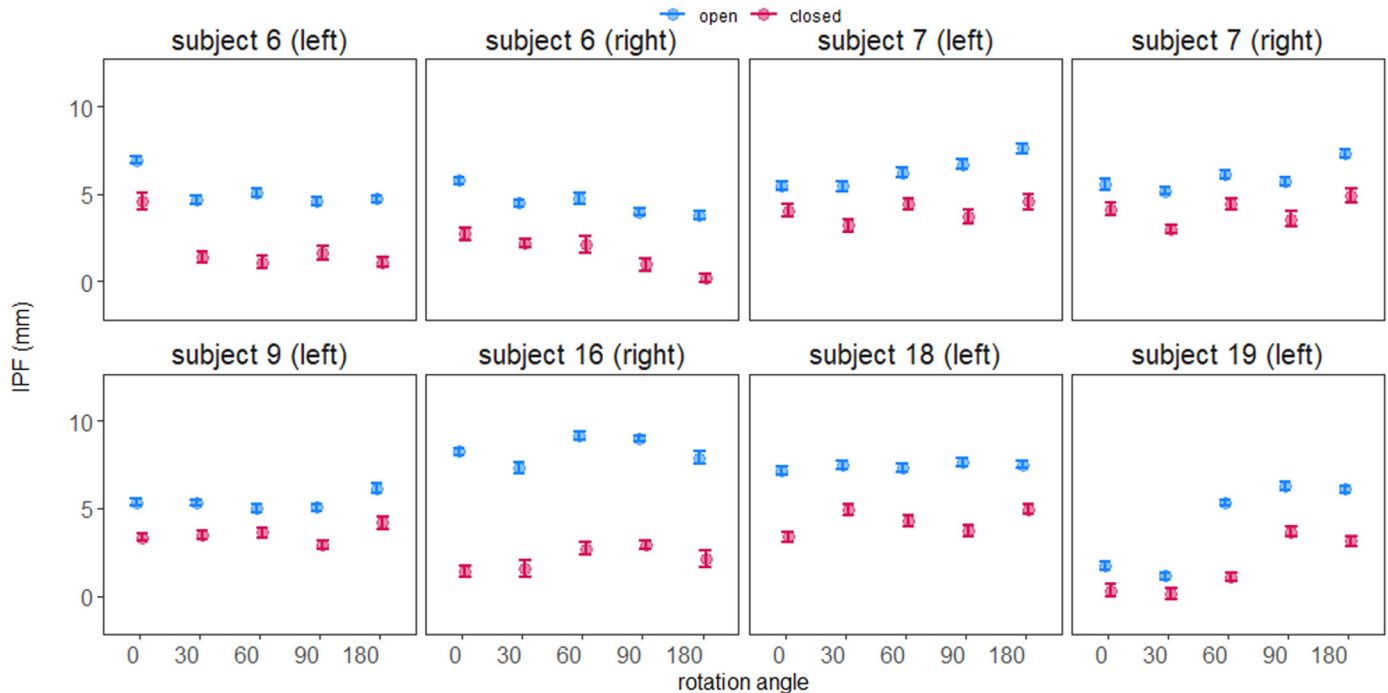 open closed
subject 6 (left) subject 6 (right) subject 7 (left) subject 7 (right)
10
5
0
IPF (mm)
subject 9 (left) subject 16 (right) subject 18 (left) subject 19 (left)
10
5
0
0 30 60 90 180 0 30 60 90 180 0 30 60 90 180 0 30 60 90 180
rotation angle